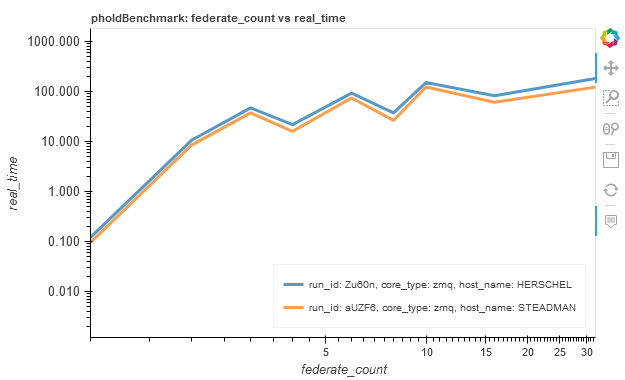 pholdBenchmark: federate_count vs real_time
1000.000
100.000
10.000
1.000
0.100
0.010
real_time
run_id: Zu60n, core_type: zmq, host_name: HERSCHEL
run_id: aUZF6, core_type: zmq, host_name: STEADMAN
5 10 15 20 25 30
federate_count